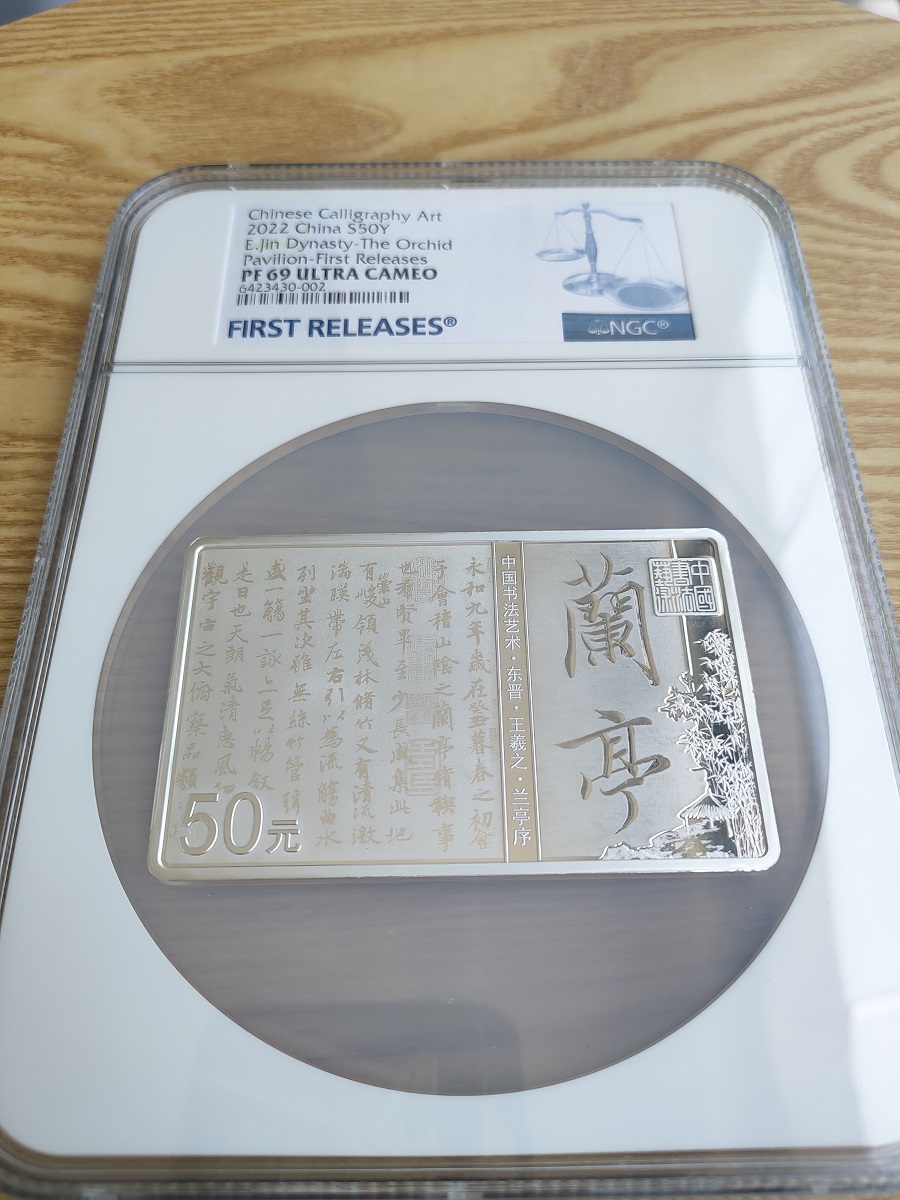 Chinese Calligraphy Art
2022 China S50Y
E.Jin Dynasty-The Orchid
Pavilion-First Releases
PF 69 ULTRA CAMEO
6423430-002
FIRST RELEASES®
NGC®
中國
書法
藝術
蘭亭
中国书法艺术·东晋·王羲之·兰亭序
永和九年歲在癸丑暮春之初會
于會稽山陰之蘭亭脩稧事
也羣賢畢至少長咸集此地
有崇山峻領茂林脩竹又有清流激
湍暎帶左右引以為流觴曲水
列坐其次雖無絲竹管弦
盛一觴一詠亦足以暢敘
是日也天朗氣清惠風和
觀宇宙之大俯察品類
50元